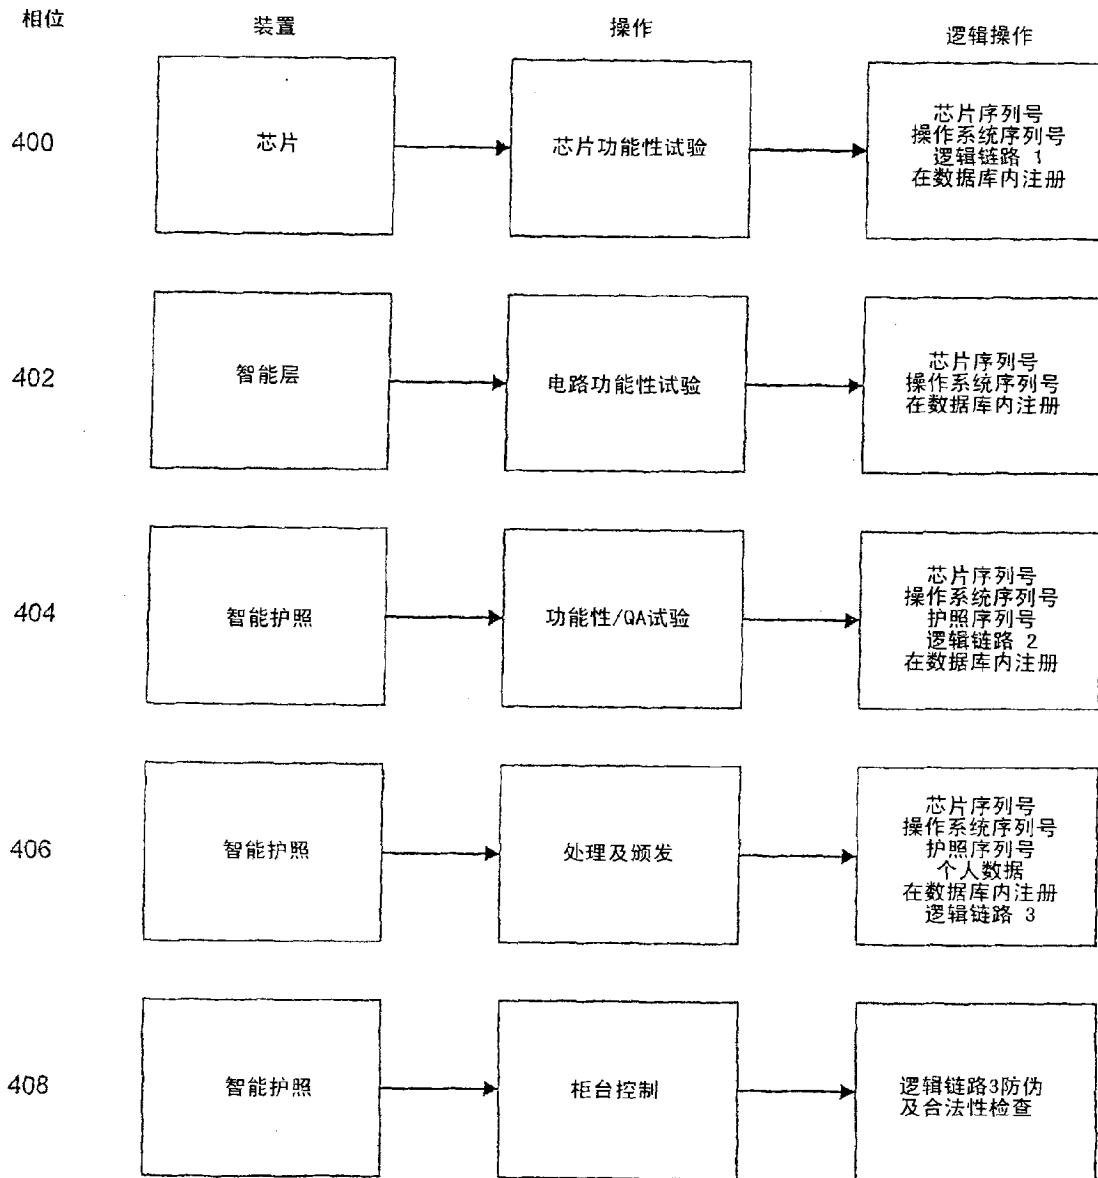 相位
装置
操作
逻辑操作
400
芯片
芯片功能性试验
芯片序列号
操作系统序列号
逻辑链路 1
在数据库内注册
402
智能层
电路功能性试验
芯片序列号
操作系统序列号
在数据库内注册
404
智能护照
功能性/QA试验
芯片序列号
操作系统序列号
护照序列号
逻辑链路 2
在数据库内注册
406
智能护照
处理及颁发
芯片序列号
操作系统序列号
护照序列号
个人数据
在数据库内注册
逻辑链路 3
408
智能护照
柜台控制
逻辑链路3防伪
及合法性检查